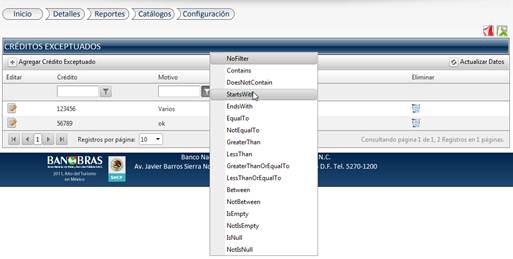 Inicio Detalles Reportes Catálogos Configuración
CRÉDITOS EXCEPTUADOS
Agregar Crédito Exceptuado Actualizar Datos
Editar Crédito Motivo Eliminar
123456 Varios
56789 ok
1 Registros por página: 10 Consultando página 1 de 1, 2 Registros en 1 páginas.
NoFilter
Contains
DoesNotContain
StartsWith
EndsWith
EqualTo
NotEqualTo
GreaterThan
LessThan
GreaterThanOrEqualTo
LessThanOrEqualTo
Between
NotBetween
IsEmpty
NotIsEmpty
IsNull
NotIsNull
BANOBRAS
2011, Año del Turismo
en México
SHCP
Banco Na N.C.
Av. Javier Barros Sierra No D.F. Tel. 5270-1200